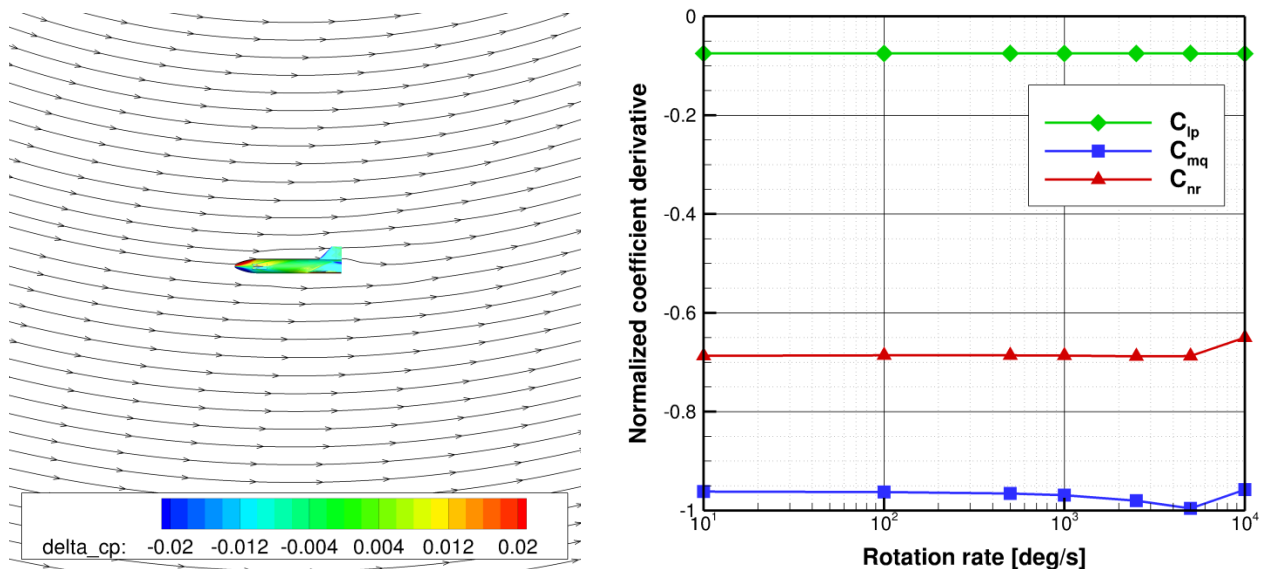 delta_cp: -0.02 -0.012 -0.004 0.004 0.012 0.02
Normalized coefficient derivative
0
-0.2
-0.4
-0.6
-0.8
-1
C_lp
C_mq
C_nr
10^1 10^2 10^3 10^4
Rotation rate [deg/s]